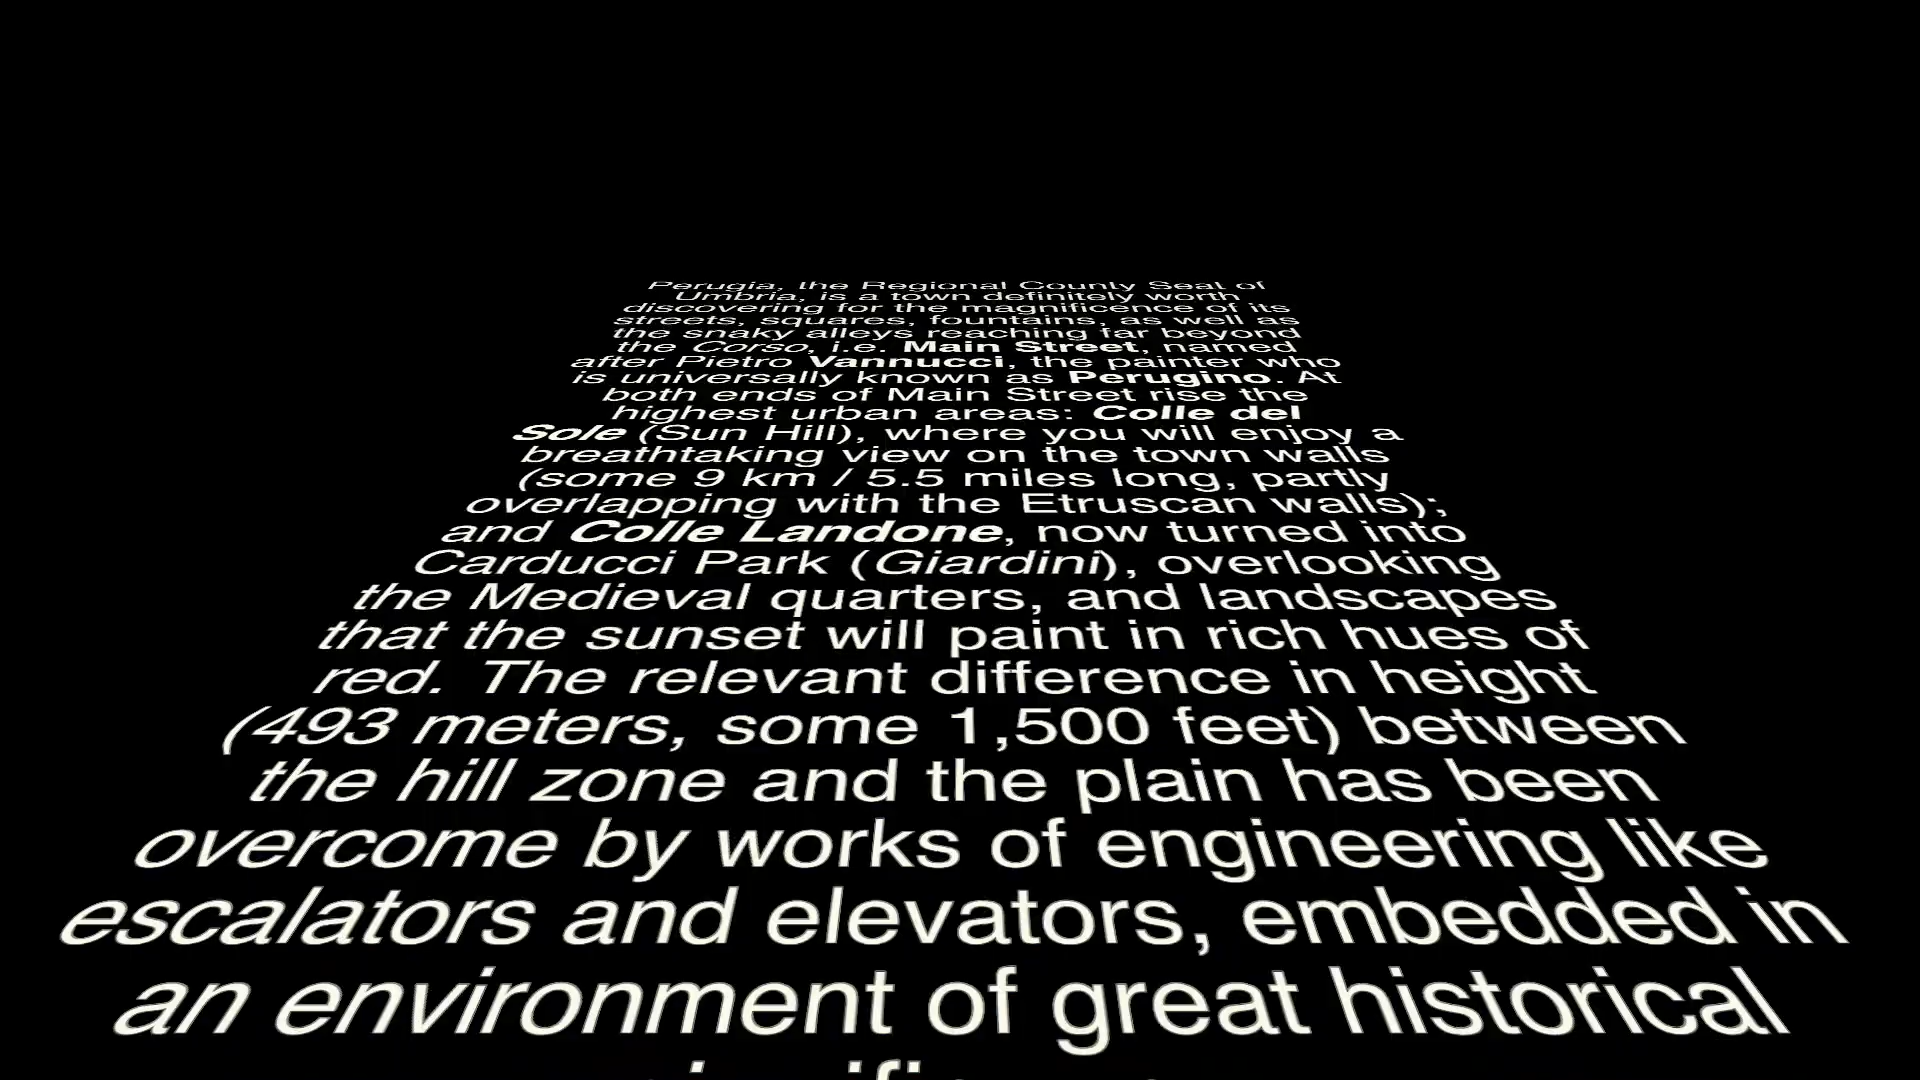 Perugia, the Regional County Seat of
Umbria, is a town definitely worth
discovering for the magnificence of its
streets, squares, fountains, as well as
the snaky alleys reaching far beyond
the Corso, i.e. Main Street, named
after Pietro Vannucci, the painter who
is universally known as Perugino. At
both ends of Main Street rise the
highest urban areas: Colle del
Sole (Sun Hill), where you will enjoy a
breathtaking view on the town walls
(some 9 km / 5.5 miles long, partly
overlapping with the Etruscan walls);
and Colle Landone, now turned into
Carducci Park (Giardini), overlooking
the Medieval quarters, and landscapes
that the sunset will paint in rich hues of
red. The relevant difference in height
(493 meters, some 1,500 feet) between
the hill zone and the plain has been
overcome by works of engineering like
escalators and elevators, embedded in
an environment of great historical